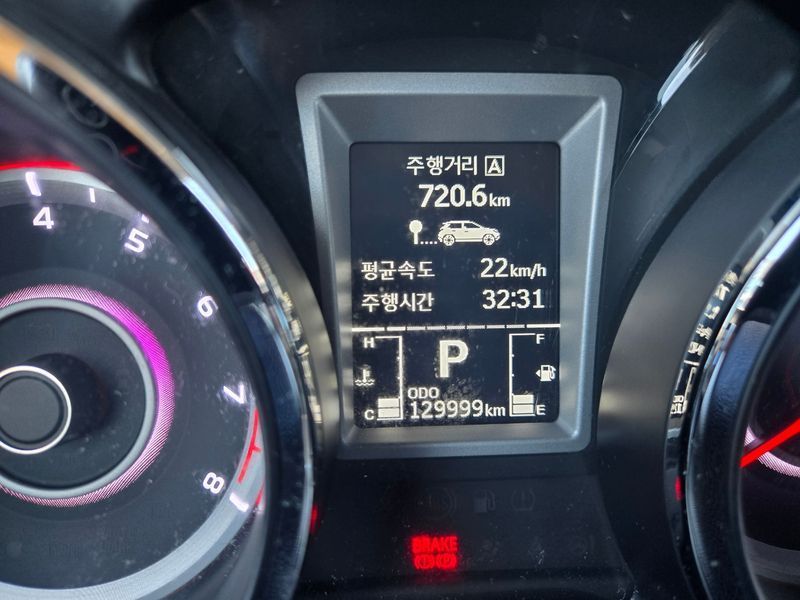 주행거리 A
720.6km
평균속도 22km/h
주행시간 32:31
H F
P
C E
ODO
129999km
4
5
6
7
8
BRAKE